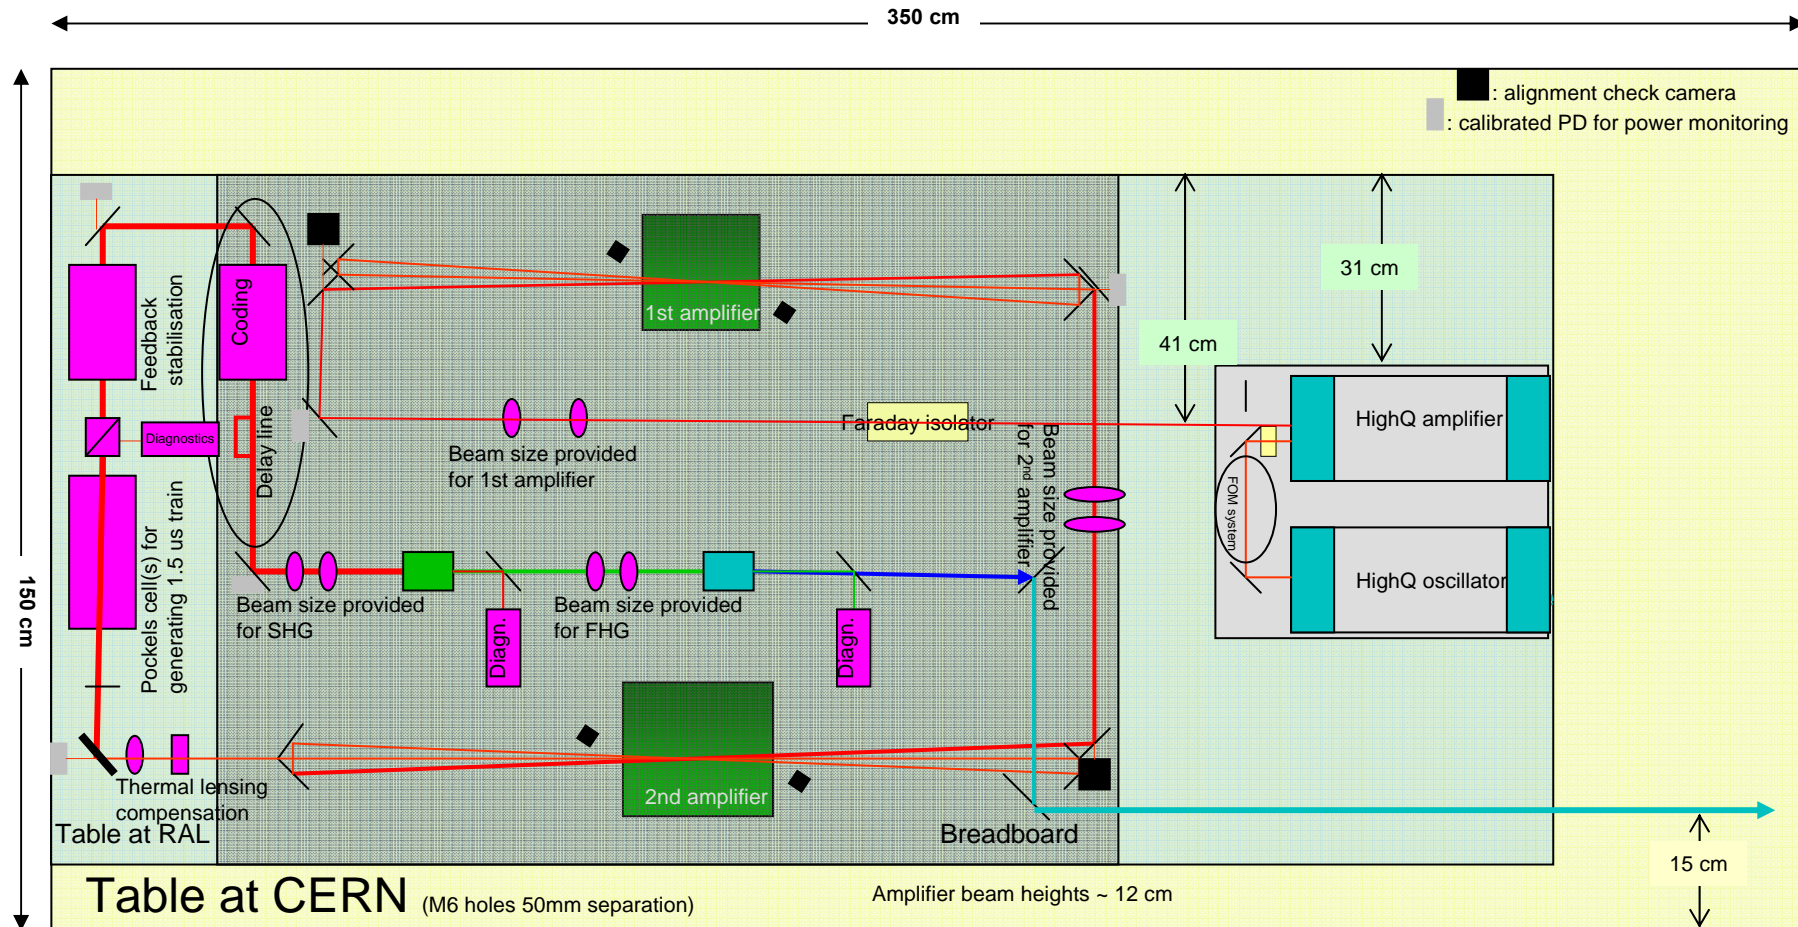 350 cm
: alignment check camera
: calibrated PD for power monitoring
150 cm
31 cm
41 cm
Feedback
stabilisation
Coding
1st amplifier
Diagnostics
Delay line
Faraday isolator
HighQ amplifier
Beam size provided
for 1st amplifier
Beam size provided
for 2nd amplifier
FOM system
HighQ oscillator
Pockels cell(s) for
generating 1.5 us train
Beam size provided
for SHG
Beam size provided
for FHG
Diagn.
Diagn.
Thermal lensing
compensation
2nd amplifier
Table at RAL
Breadboard
15 cm
Table at CERN (M6 holes 50mm separation)
Amplifier beam heights ~ 12 cm